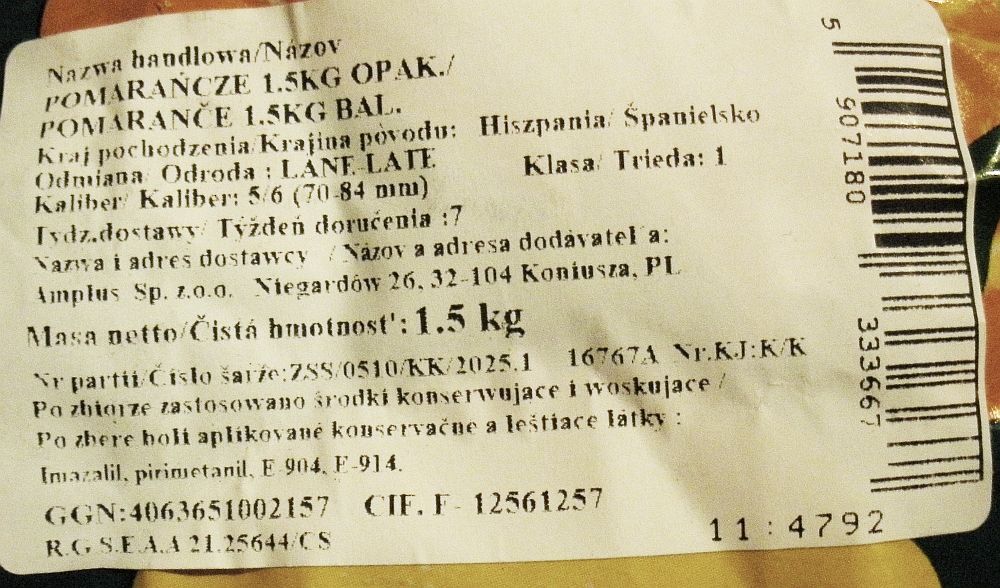 Nazwa handlowa/Názov
POMARAŃCZE 1.5KG OPAK./
POMARANČE 1.5KG BAL.
Kraj pochodzenia/Krajina pôvodu: Hiszpania/ Španielsko
Odmiana/ Odroda : LANE-LATE Klasa/ Trieda: 1
Kaliber/ Kaliber: 5/6 (70-84 mm)
Tydz.dostawy/ Týždeň doručenia :7
Nazwa i adres dostawcy / Názov a adresa dodávateľa:
Amplus Sp. z.o.o. Niegardów 26, 32-104 Koniusza, PL
Masa netto/Čistá hmotnosť: 1.5 kg
Nr partii/Číslo šarže:ZSS/0510/KK/2025.1 16767A Nr.KJ:K/K
Po zbiorze zastosowano środki konserwujące i woskujące /
Po zbere boli aplikované konservačné a leštiace látky :
Imazalil, pirimetanil, E-904, E-914.
GGN:4063651002157 CIF. F- 12561257
R.G.S.E.A.A 21.25644/CS
11:4792
5 907180 333667